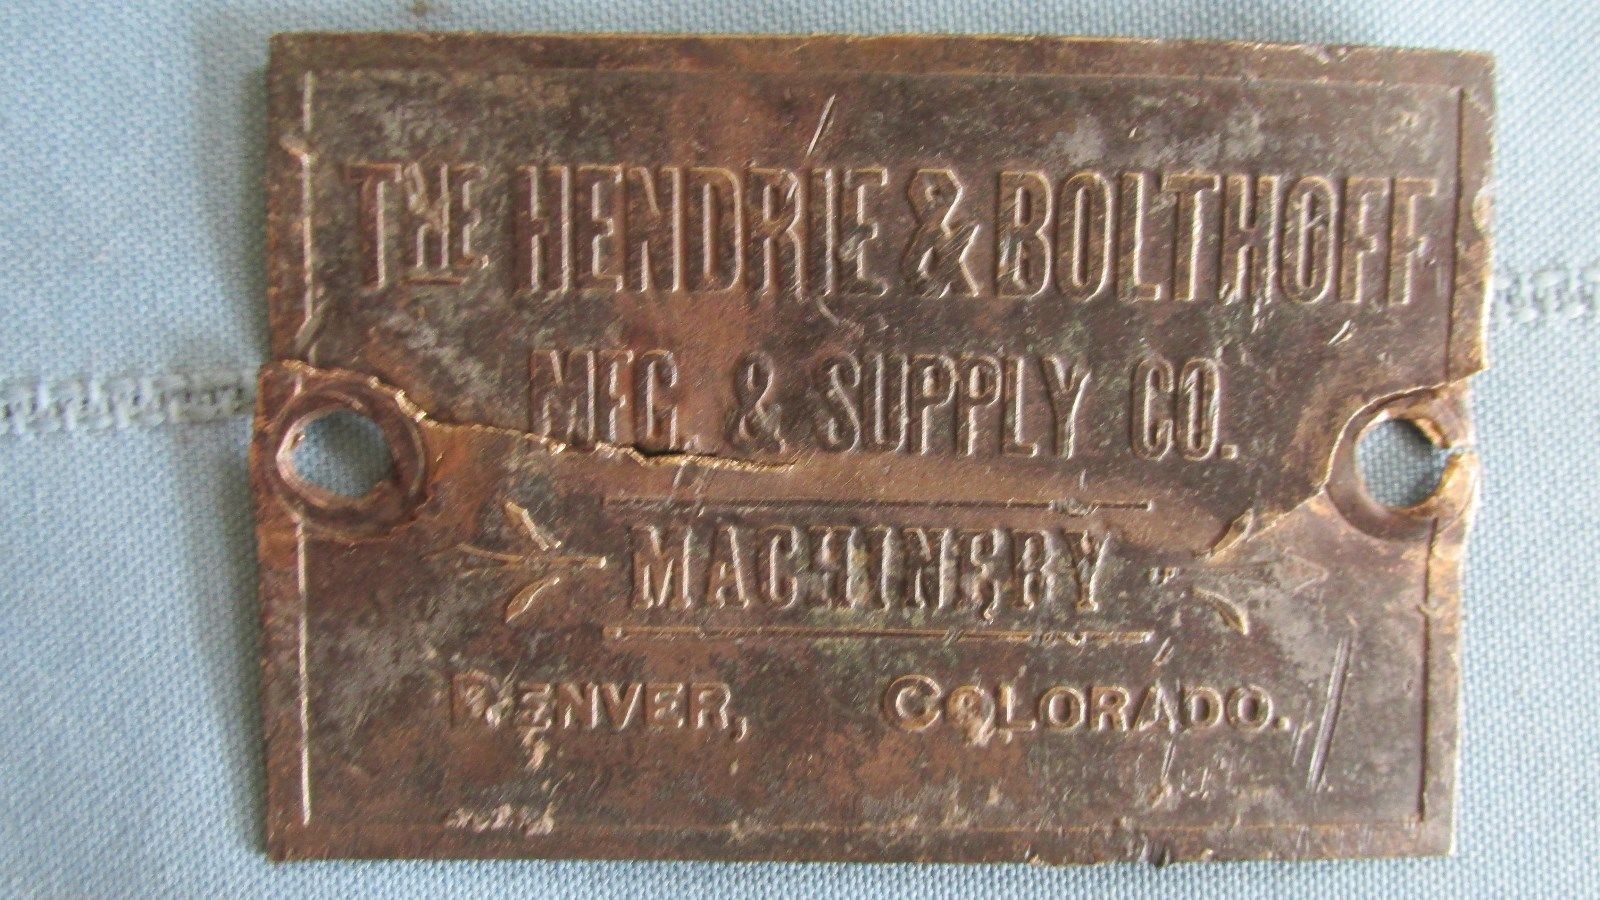 THE HENDRIE & BOLTHOFF
MFG. & SUPPLY CO.
MACHINERY
DENVER, COLORADO.